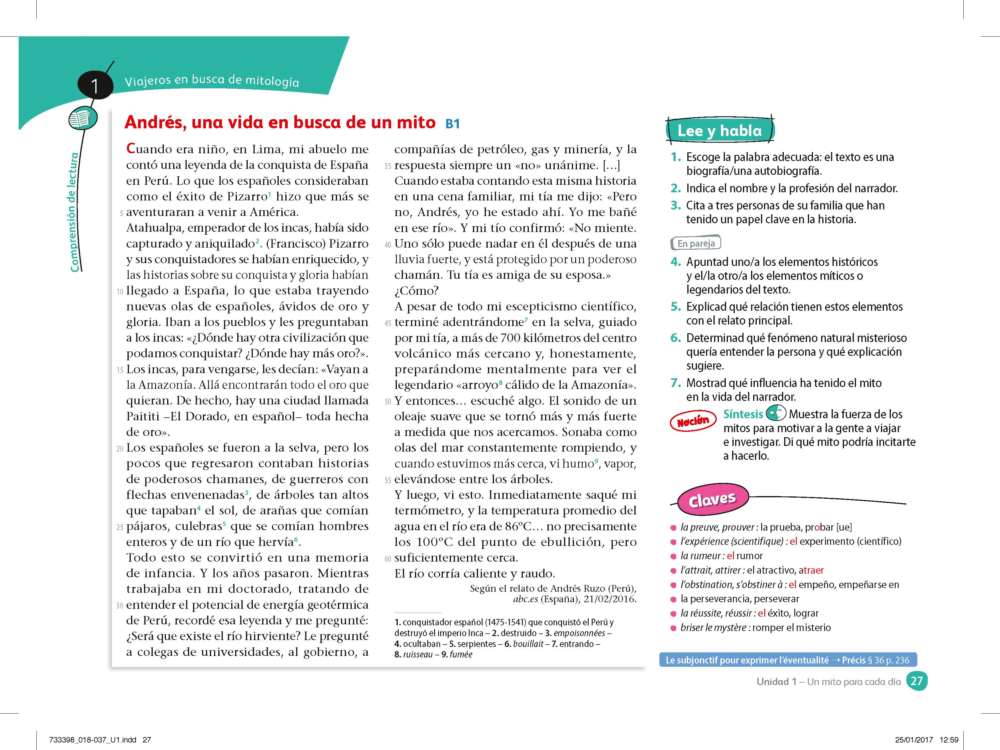 1
Viajeros en busca de mitología
Comprensión de lectura
Andrés, una vida en busca de un mito B1
Cuando era niño, en Lima, mi abuelo me
contó una leyenda de la conquista de España
en Perú. Lo que los españoles consideraban
como el éxito de Pizarro1 hizo que más se
5 aventuraran a venir a América.
Atahualpa, emperador de los incas, había sido
capturado y aniquilado2. (Francisco) Pizarro
y sus conquistadores se habían enriquecido, y
las historias sobre su conquista y gloria habían
10 llegado a España, lo que estaba trayendo
nuevas olas de españoles, ávidos de oro y
gloria. Iban a los pueblos y les preguntaban
a los incas: «¿Dónde hay otra civilización que
podamos conquistar? ¿Dónde hay más oro?».
15 Los incas, para vengarse, les decían: «Vayan a
la Amazonía. Allá encontrarán todo el oro que
quieran. De hecho, hay una ciudad llamada
Paititi –El Dorado, en español– toda hecha
de oro».
20 Los españoles se fueron a la selva, pero los
pocos que regresaron contaban historias
de poderosos chamanes, de guerreros con
flechas envenenadas3, de árboles tan altos
que tapaban4 el sol, de arañas que comían
25 pájaros, culebras5 que se comían hombres
enteros y de un río que hervía6.
Todo esto se convirtió en una memoria
de infancia. Y los años pasaron. Mientras
trabajaba en mi doctorado, tratando de
30 entender el potencial de energía geotérmica
de Perú, recordé esa leyenda y me pregunté:
¿Será que existe el río hirviente? Le pregunté
a colegas de universidades, al gobierno, a
compañías de petróleo, gas y minería, y la
35 respuesta siempre un «no» unánime. [...]
Cuando estaba contando esta misma historia
en una cena familiar, mi tía me dijo: «Pero
no, Andrés, yo he estado ahí. Yo me bañé
en ese río». Y mi tío confirmó: «No miente.
40 Uno sólo puede nadar en él después de una
lluvia fuerte, y está protegido por un poderoso
chamán. Tu tía es amiga de su esposa.»
¿Cómo?
A pesar de todo mi escepticismo científico,
45 terminé adentrándome7 en la selva, guiado
por mi tía, a más de 700 kilómetros del centro
volcánico más cercano y, honestamente,
preparándome mentalmente para ver el
legendario «arroyo8 cálido de la Amazonía».
50 Y entonces... escuché algo. El sonido de un
oleaje suave que se tornó más y más fuerte
a medida que nos acercamos. Sonaba como
olas del mar constantemente rompiendo, y
cuando estuvimos más cerca, vi humo9, vapor,
55 elevándose entre los árboles.
Y luego, vi esto. Inmediatamente saqué mi
termómetro, y la temperatura promedio del
agua en el río era de 86ºC... no precisamente
los 100ºC del punto de ebullición, pero
60 suficientemente cerca.
El río corría caliente y raudo.
Según el relato de Andrés Ruzo (Perú),
abc.es (España), 21/02/2016.
1. conquistador español (1475-1541) que conquistó el Perú y
destruyó el imperio Inca – 2. destruido – 3. empoisonnées –
4. ocultaban – 5. serpientes – 6. bouillait – 7. entrando –
8. ruisseau – 9. fumée
Lee y habla
1. Escoge la palabra adecuada: el texto es una
biografía/una autobiografía.
2. Indica el nombre y la profesión del narrador.
3. Cita a tres personas de su familia que han
tenido un papel clave en la historia.
En pareja
4. Apuntad uno/a los elementos históricos
y el/la otro/a los elementos míticos o
legendarios del texto.
5. Explicad qué relación tienen estos elementos
con el relato principal.
6. Determinad qué fenómeno natural misterioso
quería entender la persona y qué explicación
sugiere.
7. Mostrad qué influencia ha tenido el mito
en la vida del narrador.
Noción
Síntesis Muestra la fuerza de los
mitos para motivar a la gente a viajar
e investigar. Di qué mito podría incitarte
a hacerlo.
Claves
la preuve, prouver : la prueba, probar [ue]
l'expérience (scientifique) : el experimento (científico)
la rumeur : el rumor
l'attrait, attirer : el atractivo, atraer
l'obstination, s'obstiner à : el empeño, empeñarse en
la perseverancia, perseverar
la réussite, réussir : el éxito, lograr
briser le mystère : romper el misterio
Le subjonctif pour exprimer l'éventualité → Précis § 36 p. 236
Unidad 1 – Un mito para cada día 27
733398_018-037_U1.indd 27
25/01/2017 12:59